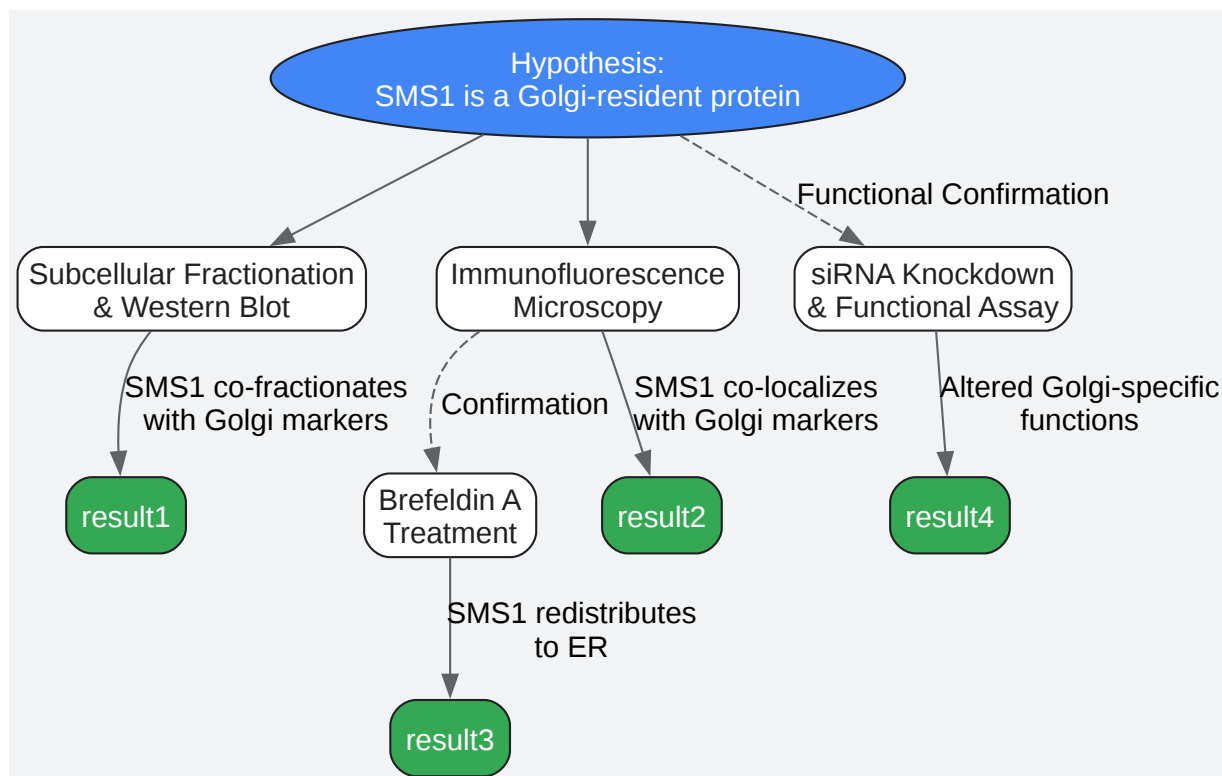 Hypothesis:
SMS1 is a Golgi-resident protein
Functional Confirmation
Subcellular Fractionation
& Western Blot
Immunofluorescence
Microscopy
siRNA Knockdown
& Functional Assay
SMS1 co-fractionates
with Golgi markers
Confirmation
SMS1 co-localizes
with Golgi markers
Altered Golgi-specific
functions
result1
Brefeldin A
Treatment
result2
result4
SMS1 redistributes
to ER
result3